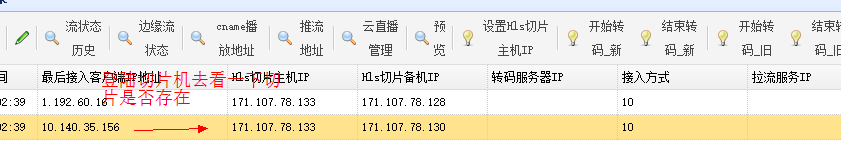 流状态历史
边缘流状态
cname播放地址
推流地址
云直播管理
预览
设置Hls切片主机IP
开始转码_新
结束转码_新
开始转码_旧
结束转码_旧
间 最后接入客户端IP地址 Hls切片主机IP Hls切片备机IP 转码服务器IP 接入方式 拉流服务IP
登陆切片机去看一下切
片是否存在
02:39 1.192.60.16 171.107.78.133 171.107.78.128 10
02:39 10.140.35.156 171.107.78.133 171.107.78.130 10